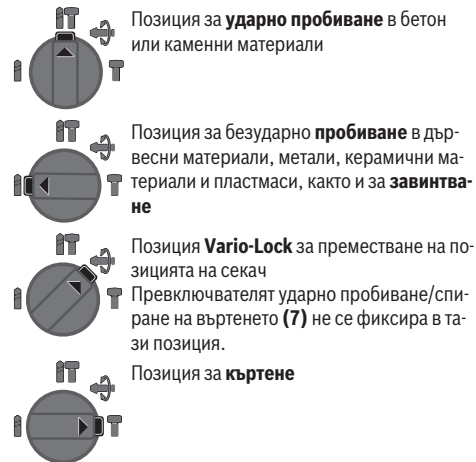 Позиция за ударно пробиване в бетон
или каменни материали
Позиция за безударно пробиване в дър-
весни материали, метали, керамични ма-
териали и пластмаси, както и за завинтва-
не
Позиция Vario-Lock за преместване на по-
зицията на секач
Превключвателят ударно пробиване/спи-
ране на въртенето (7) не се фиксира в та-
зи позиция.
Позиция за къртене